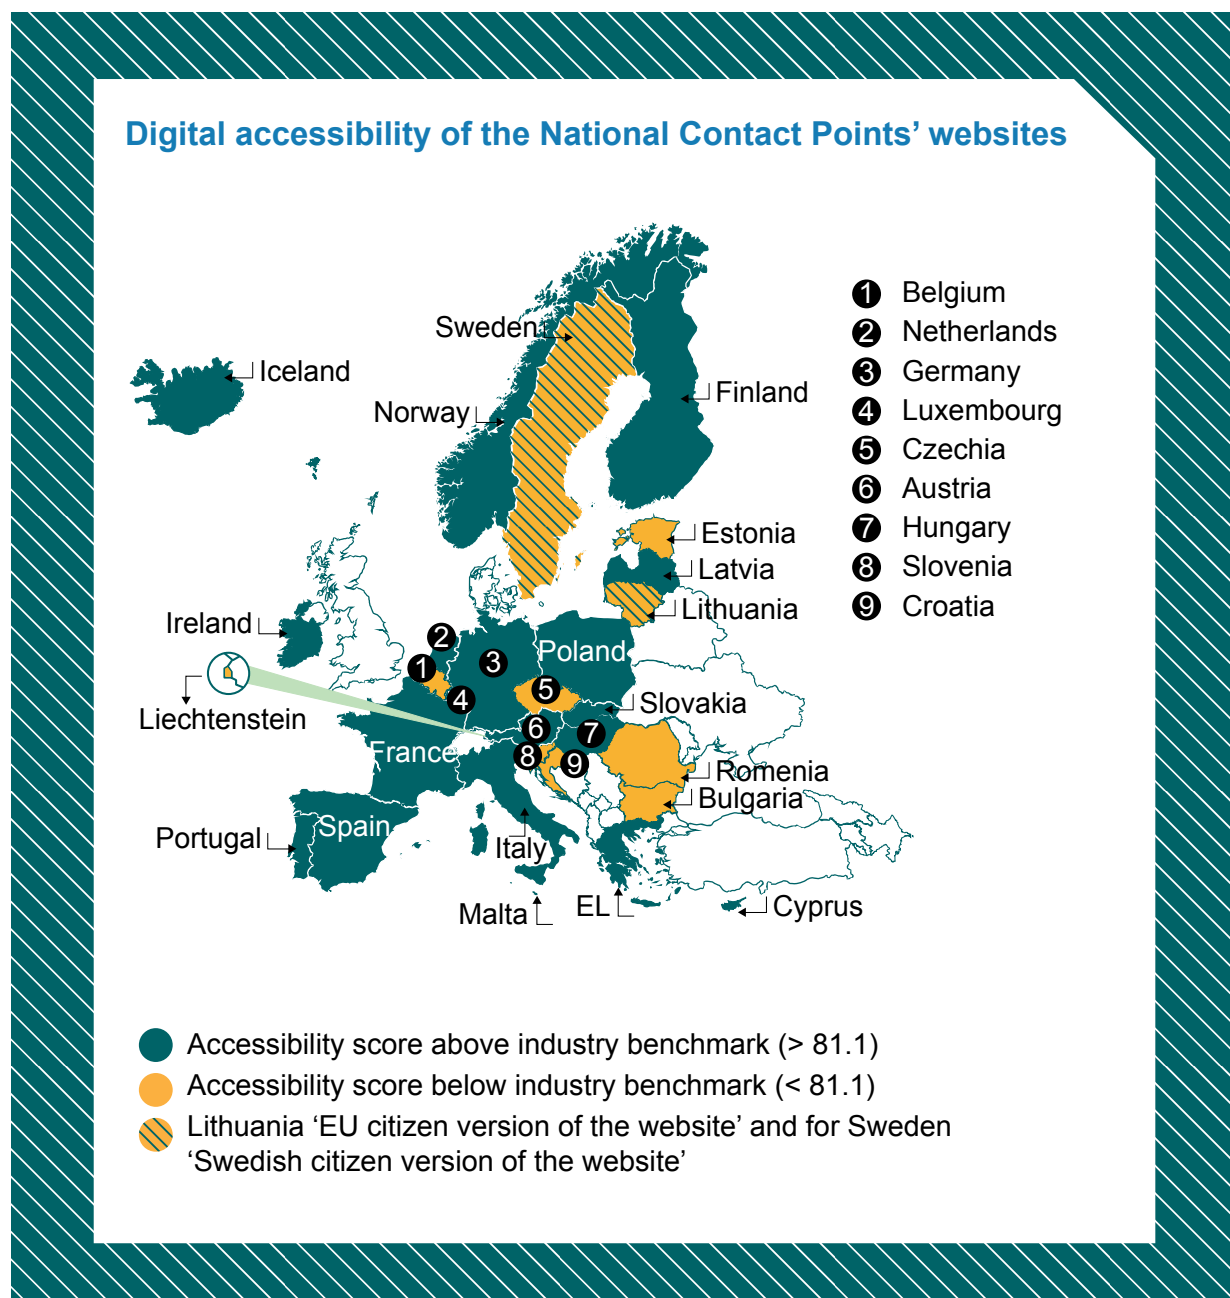 Digital accessibility of the National Contact Points’ websites
Sweden
Iceland
Norway
Finland
Estonia
Latvia
Lithuania
Ireland
Liechtenstein
Poland
Slovakia
France
Romenia
Bulgaria
Portugal
Spain
Italy
Malta
EL
Cyprus
2
1
3
4
5
6
7
8
9
1 Belgium
2 Netherlands
3 Germany
4 Luxembourg
5 Czechia
6 Austria
7 Hungary
8 Slovenia
9 Croatia
Accessibility score above industry benchmark (> 81.1)
Accessibility score below industry benchmark (< 81.1)
Lithuania ‘EU citizen version of the website’ and for Sweden
‘Swedish citizen version of the website’